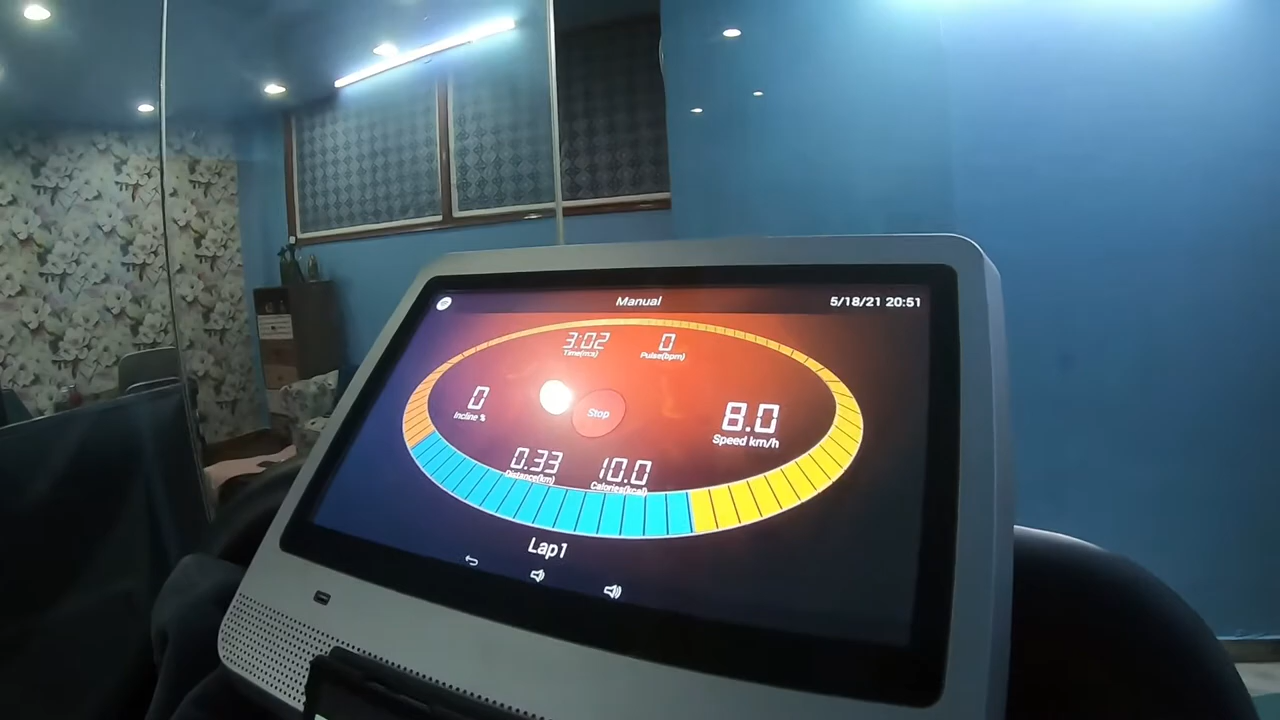 Manual
5/18/21 20:51
3:02
Time(m:s)
0
Pulse(bpm)
0
Incline %
Stop
8.0
Speed km/h
0.33
Distance(km)
10.0
Calories(kcal)
Lap1